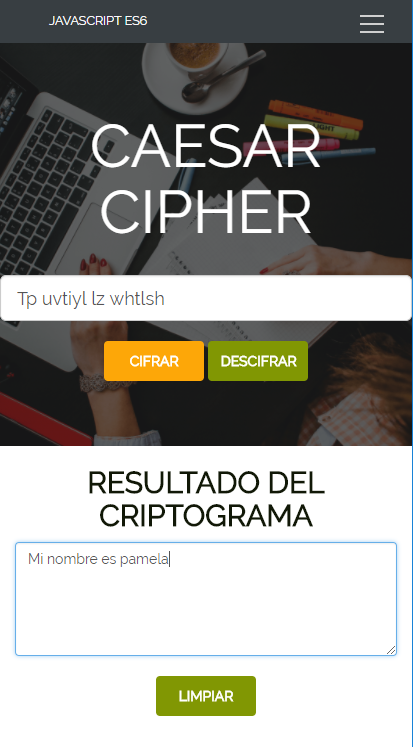 JAVASCRIPT ES6
CAESAR
CIPHER
Tp uvtiyl lz whtlsh
CIFRAR DESCIFRAR
RESULTADO DEL
CRIPTOGRAMA
Mi nombre es pamela
LIMPIAR